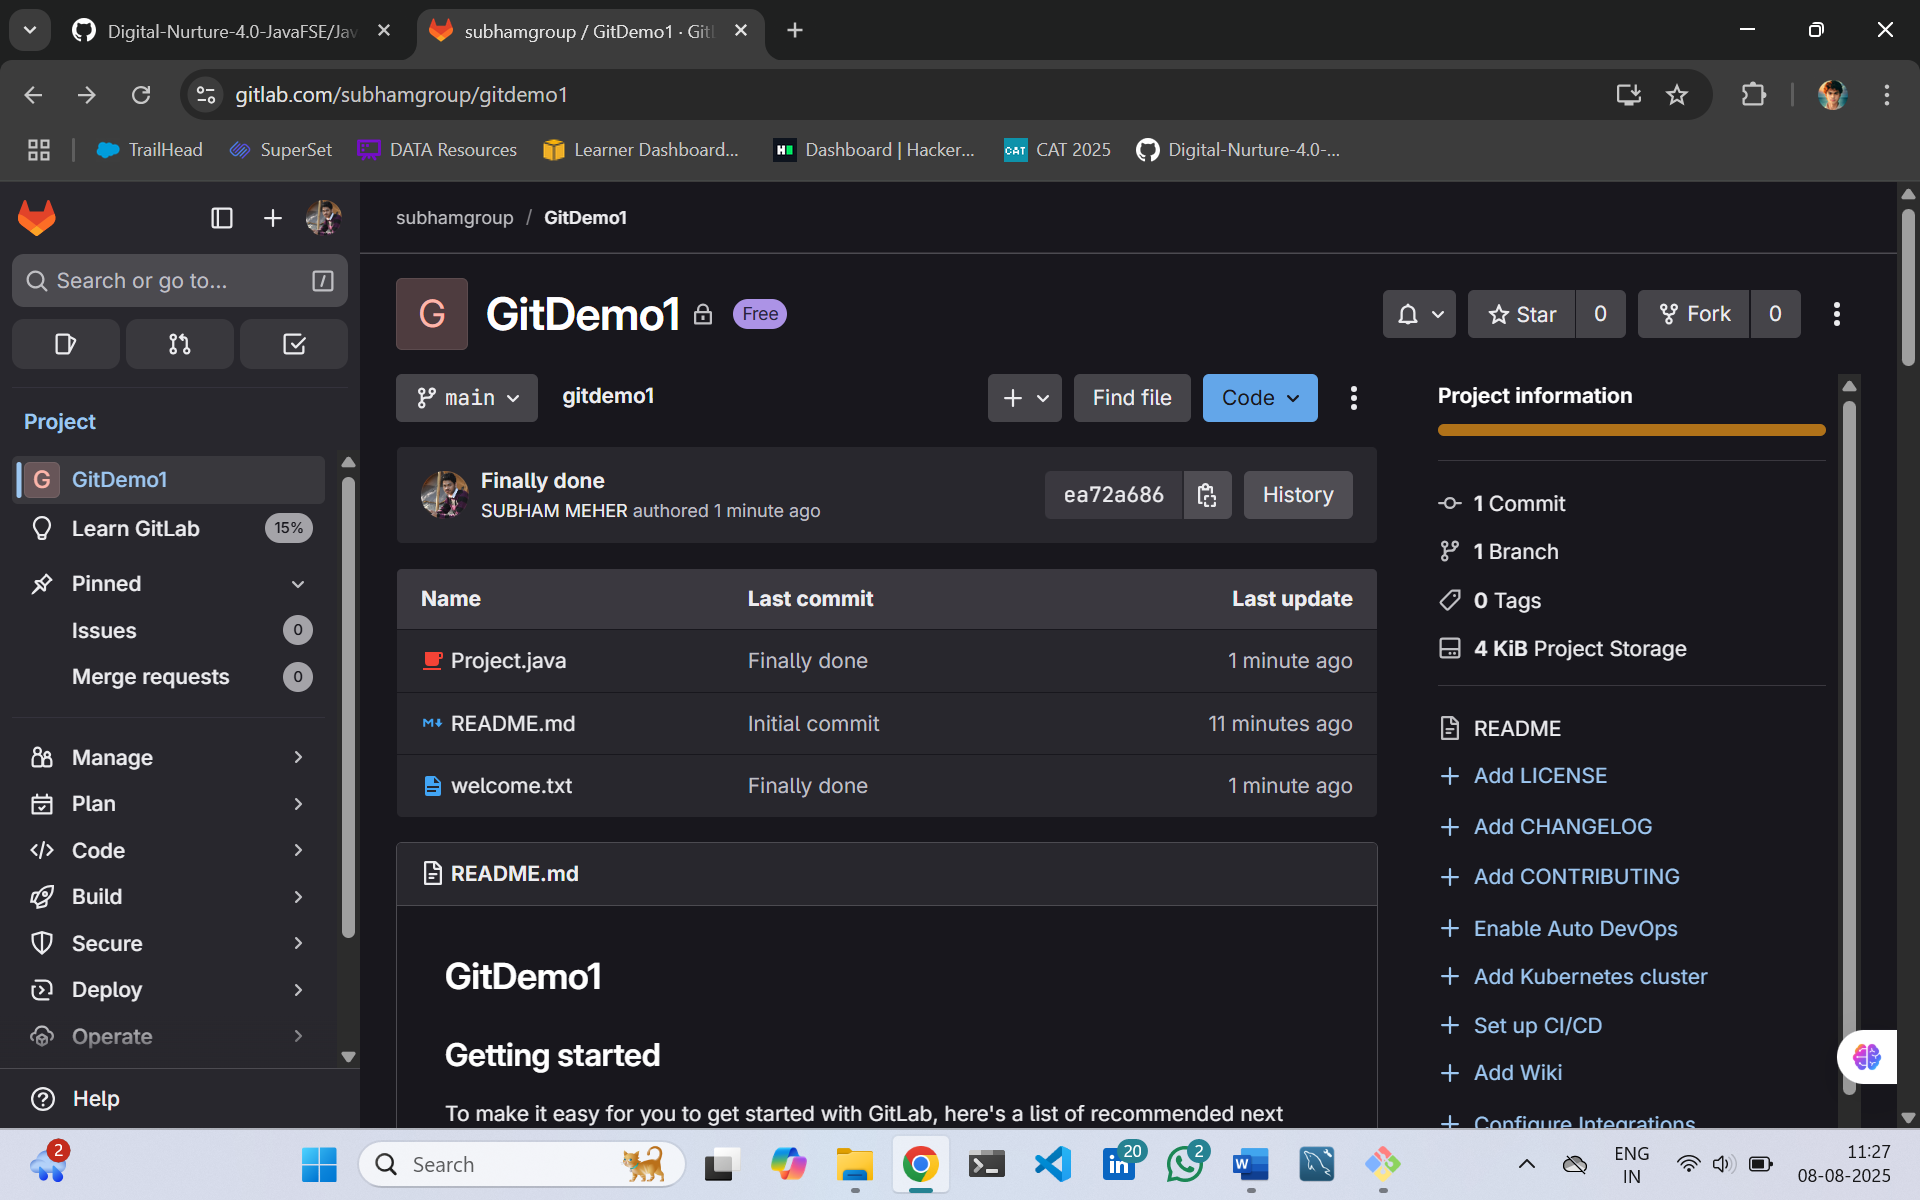 Digital-Nurture-4.0-JavaFSE/Jav
subhamgroup / GitDemo1 · Gitl
gitlab.com/subhamgroup/gitdemo1
TrailHead
SuperSet
DATA Resources
Learner Dashboard...
Dashboard | Hacker...
CAT 2025
Digital-Nurture-4.0-...
subhamgroup / GitDemo1
Search or go to...
/
G
GitDemo1
Free
Star
0
Fork
0
main
gitdemo1
Find file
Code
Project
G
GitDemo1
Learn GitLab
15%
Pinned
Issues
0
Merge requests
0
Manage
Plan
Code
Build
Secure
Deploy
Operate
Help
Finally done
SUBHAM MEHER authored 1 minute ago
ea72a686
History
Name Last commit Last update
Project.java Finally done 1 minute ago
README.md Initial commit 11 minutes ago
welcome.txt Finally done 1 minute ago
README.md
GitDemo1
Getting started
To make it easy for you to get started with GitLab, here's a list of recommended next
Project information
1 Commit
1 Branch
0 Tags
4 KiB Project Storage
README
Add LICENSE
Add CHANGELOG
Add CONTRIBUTING
Enable Auto DevOps
Add Kubernetes cluster
Set up CI/CD
Add Wiki
Configure Integrations
2
Search
20
2
ENG
IN
11:27
08-08-2025